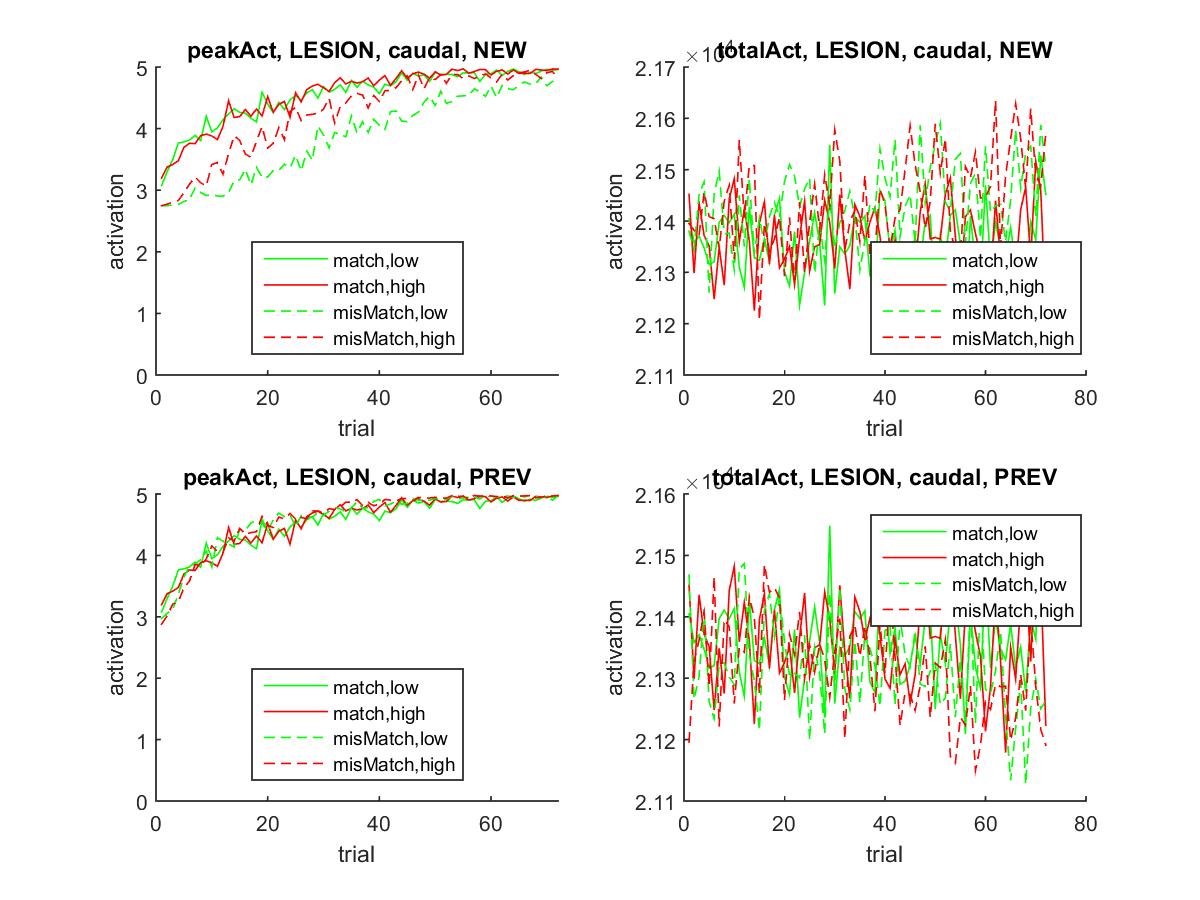 peakAct, LESION, caudal, NEW
5
4
3
2
1
0
activation
match,low
match,high
misMatch,low
misMatch,high
0 20 40 60
trial
totalAct, LESION, caudal, NEW
2.17
2.16
2.15
2.14
2.13
2.12
2.11
activation
match,low
match,high
misMatch,low
misMatch,high
0 20 40 60 80
trial
peakAct, LESION, caudal, PREV
5
4
3
2
1
0
activation
match,low
match,high
misMatch,low
misMatch,high
0 20 40 60
trial
totalAct, LESION, caudal, PREV
2.16
2.15
2.14
2.13
2.12
2.11
activation
match,low
match,high
misMatch,low
misMatch,high
0 20 40 60 80
trial